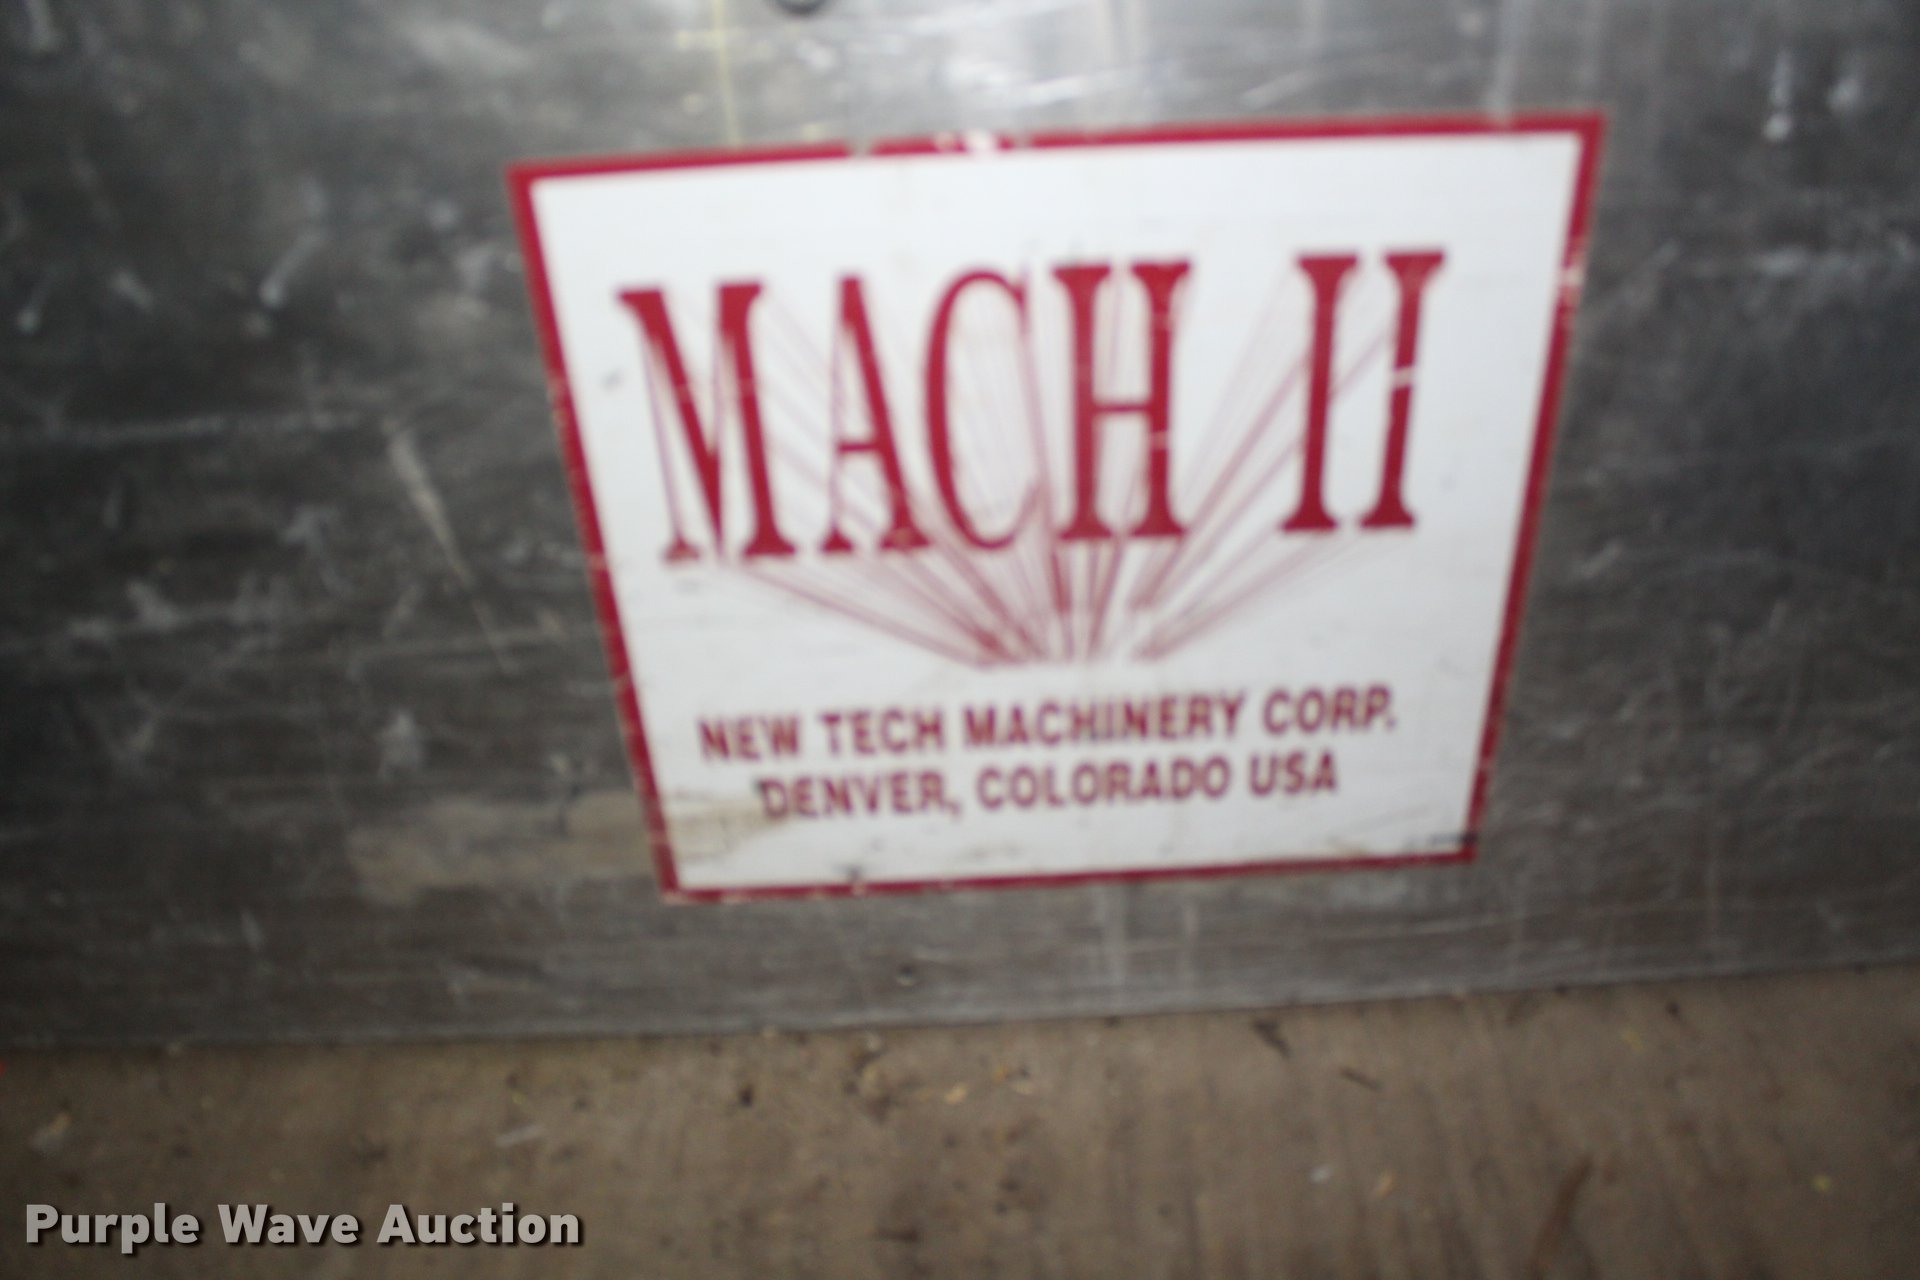 MACH II
NEW TECH MACHINERY CORP.
DENVER, COLORADO USA
Purple Wave Auction